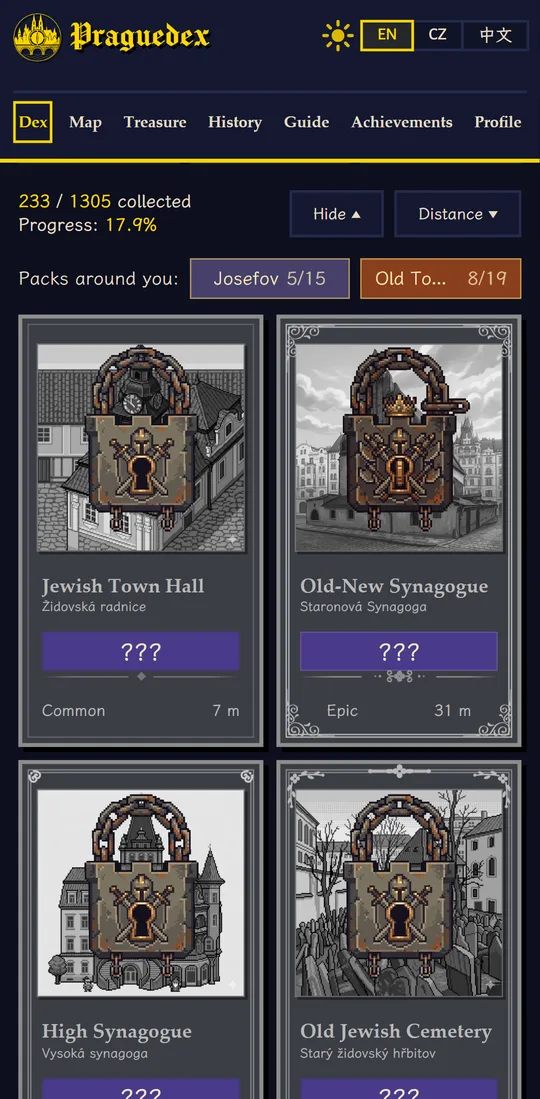 Praguedex
EN CZ 中文
Dex Map Treasure History Guide Achievements Profile
233 / 1305 collected
Progress: 17.9%
Hide ▲ Distance ▼
Packs around you: Josefov 5/15 Old To... 8/19
Jewish Town Hall
Židovská radnice
???
Common 7 m
Old-New Synagogue
Staronová Synagoga
???
Epic 31 m
High Synagogue
Vysoká synagoga
???
Old Jewish Cemetery
Starý židovský hřbitov
???